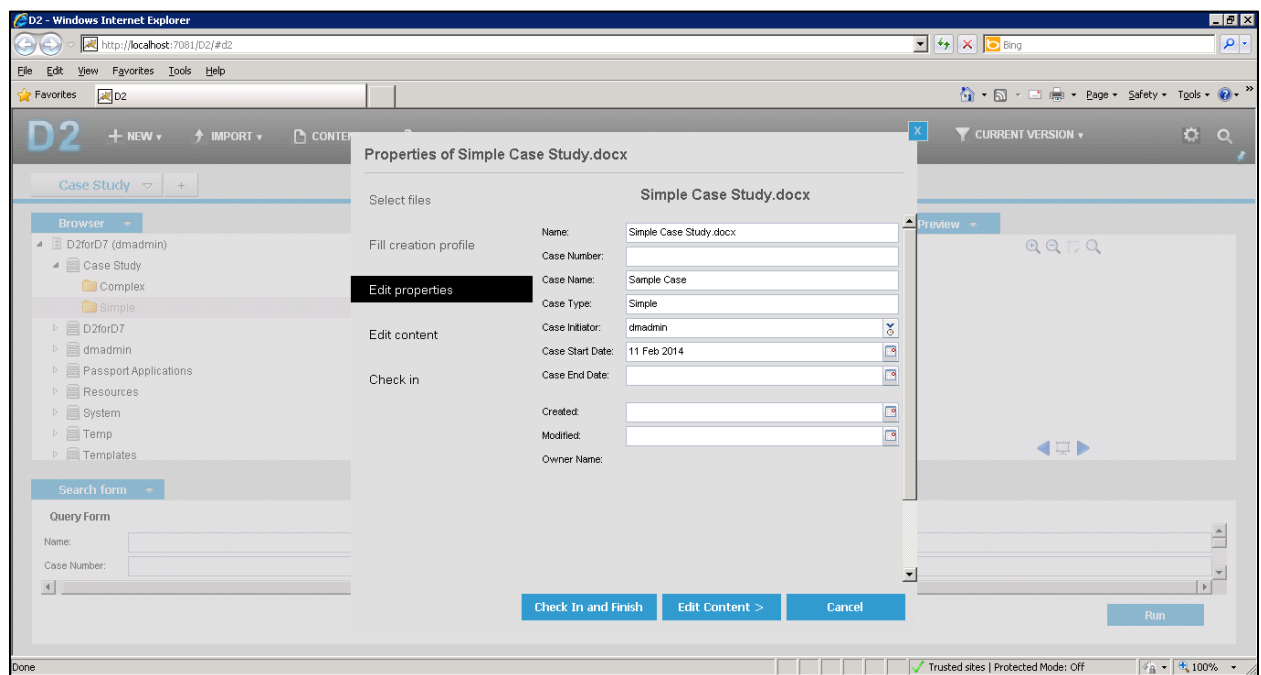 D2 - Windows Internet Explorer
http://localhost:7081/D2/#d2
Bing
File Edit View Favorites Tools Help
Favorites D2
Page Safety Tools
D2 NEW IMPORT CONTE CURRENT VERSION
X
Properties of Simple Case Study.docx
Case Study +
Select files
Simple Case Study.docx
Browser
Preview
Name: Simple Case Study.docx
D2forD7 (dmadmin)
Fill creation profile
Case Number:
Case Study
Case Name: Sample Case
Complex
Edit properties
Case Type: Simple
Simple
Case Initiator: dmadmin
D2forD7
Edit content
dmadmin
Case Start Date: 11 Feb 2014
Passport Applications
Case End Date:
Check in
Resources
System
Created:
Temp
Modified:
Templates
Owner Name:
Search form
Query Form
Name:
Case Number:
Check In and Finish Edit Content > Cancel
Run
Done
Trusted sites | Protected Mode: Off
100%